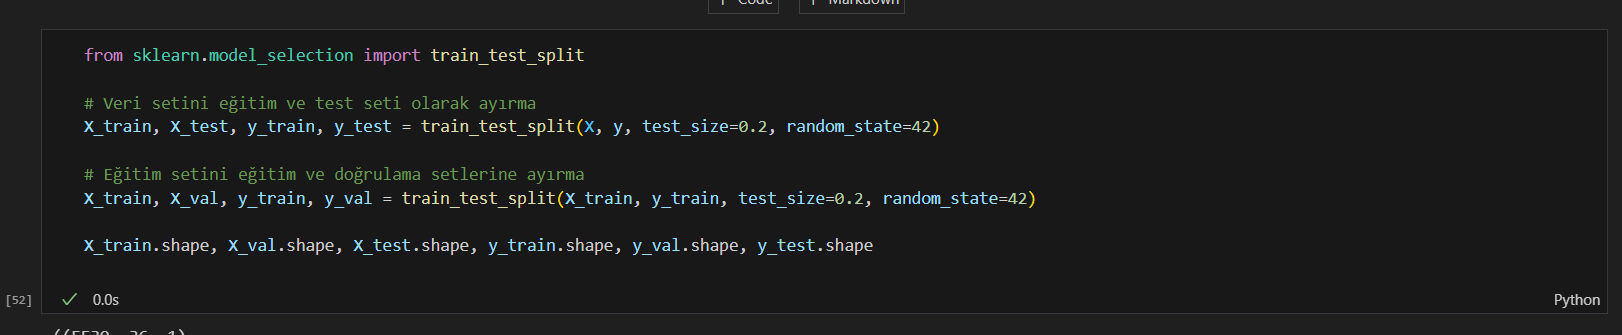 Code Markdown
from sklearn.model_selection import train_test_split
# Veri setini eğitim ve test seti olarak ayırma
X_train, X_test, y_train, y_test = train_test_split(X, y, test_size=0.2, random_state=42)
# Eğitim setini eğitim ve doğrulama setlerine ayırma
X_train, X_val, y_train, y_val = train_test_split(X_train, y_train, test_size=0.2, random_state=42)
X_train.shape, X_val.shape, X_test.shape, y_train.shape, y_val.shape, y_test.shape
[52] 0.0s Python